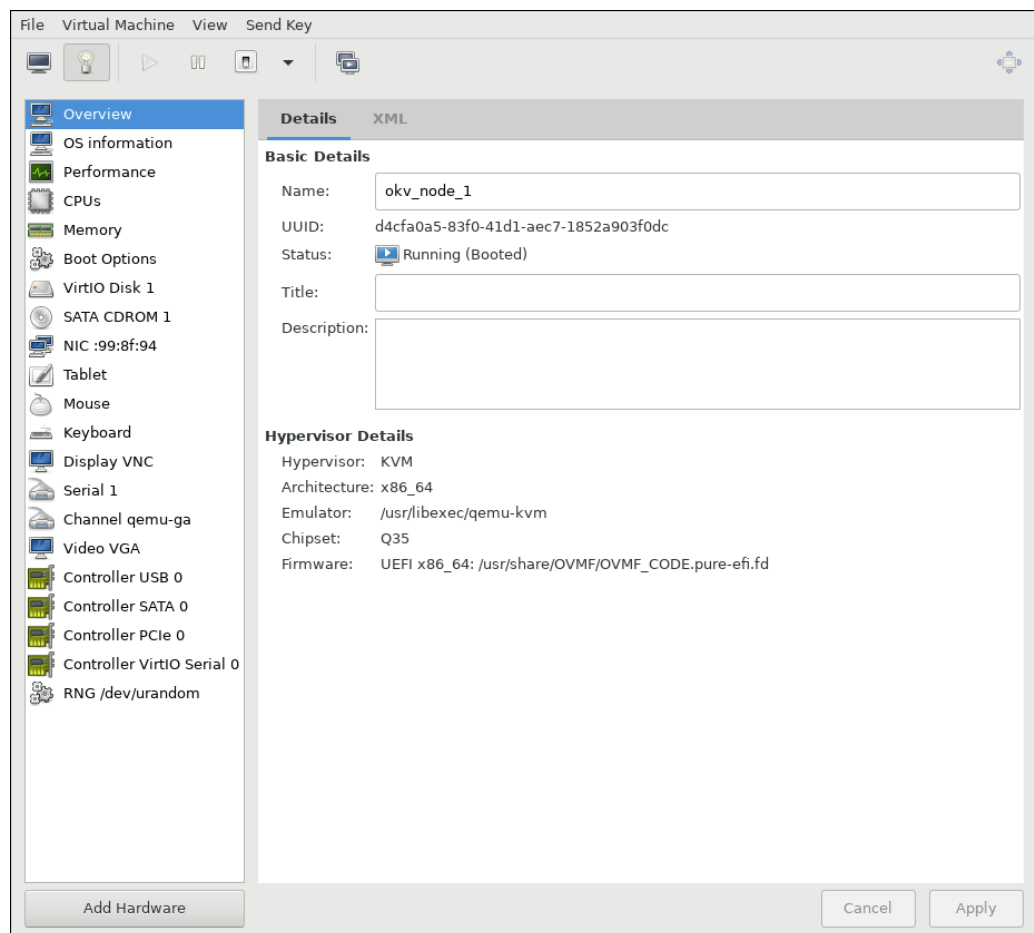 File Virtual Machine View Send Key
Overview
OS information
Performance
CPUs
Memory
Boot Options
VirtIO Disk 1
SATA CDROM 1
NIC :99:8f:94
Tablet
Mouse
Keyboard
Display VNC
Serial 1
Channel qemu-ga
Video VGA
Controller USB 0
Controller SATA 0
Controller PCIe 0
Controller VirtIO Serial 0
RNG /dev/urandom
Add Hardware
Details XML
Basic Details
Name: okv_node_1
UUID: d4cfa0a5-83f0-41d1-aec7-1852a903f0dc
Status: Running (Booted)
Title:
Description:
Hypervisor Details
Hypervisor: KVM
Architecture: x86_64
Emulator: /usr/libexec/qemu-kvm
Chipset: Q35
Firmware: UEFI x86_64: /usr/share/OVMF/OVMF_CODE.pure-efi.fd
Cancel Apply